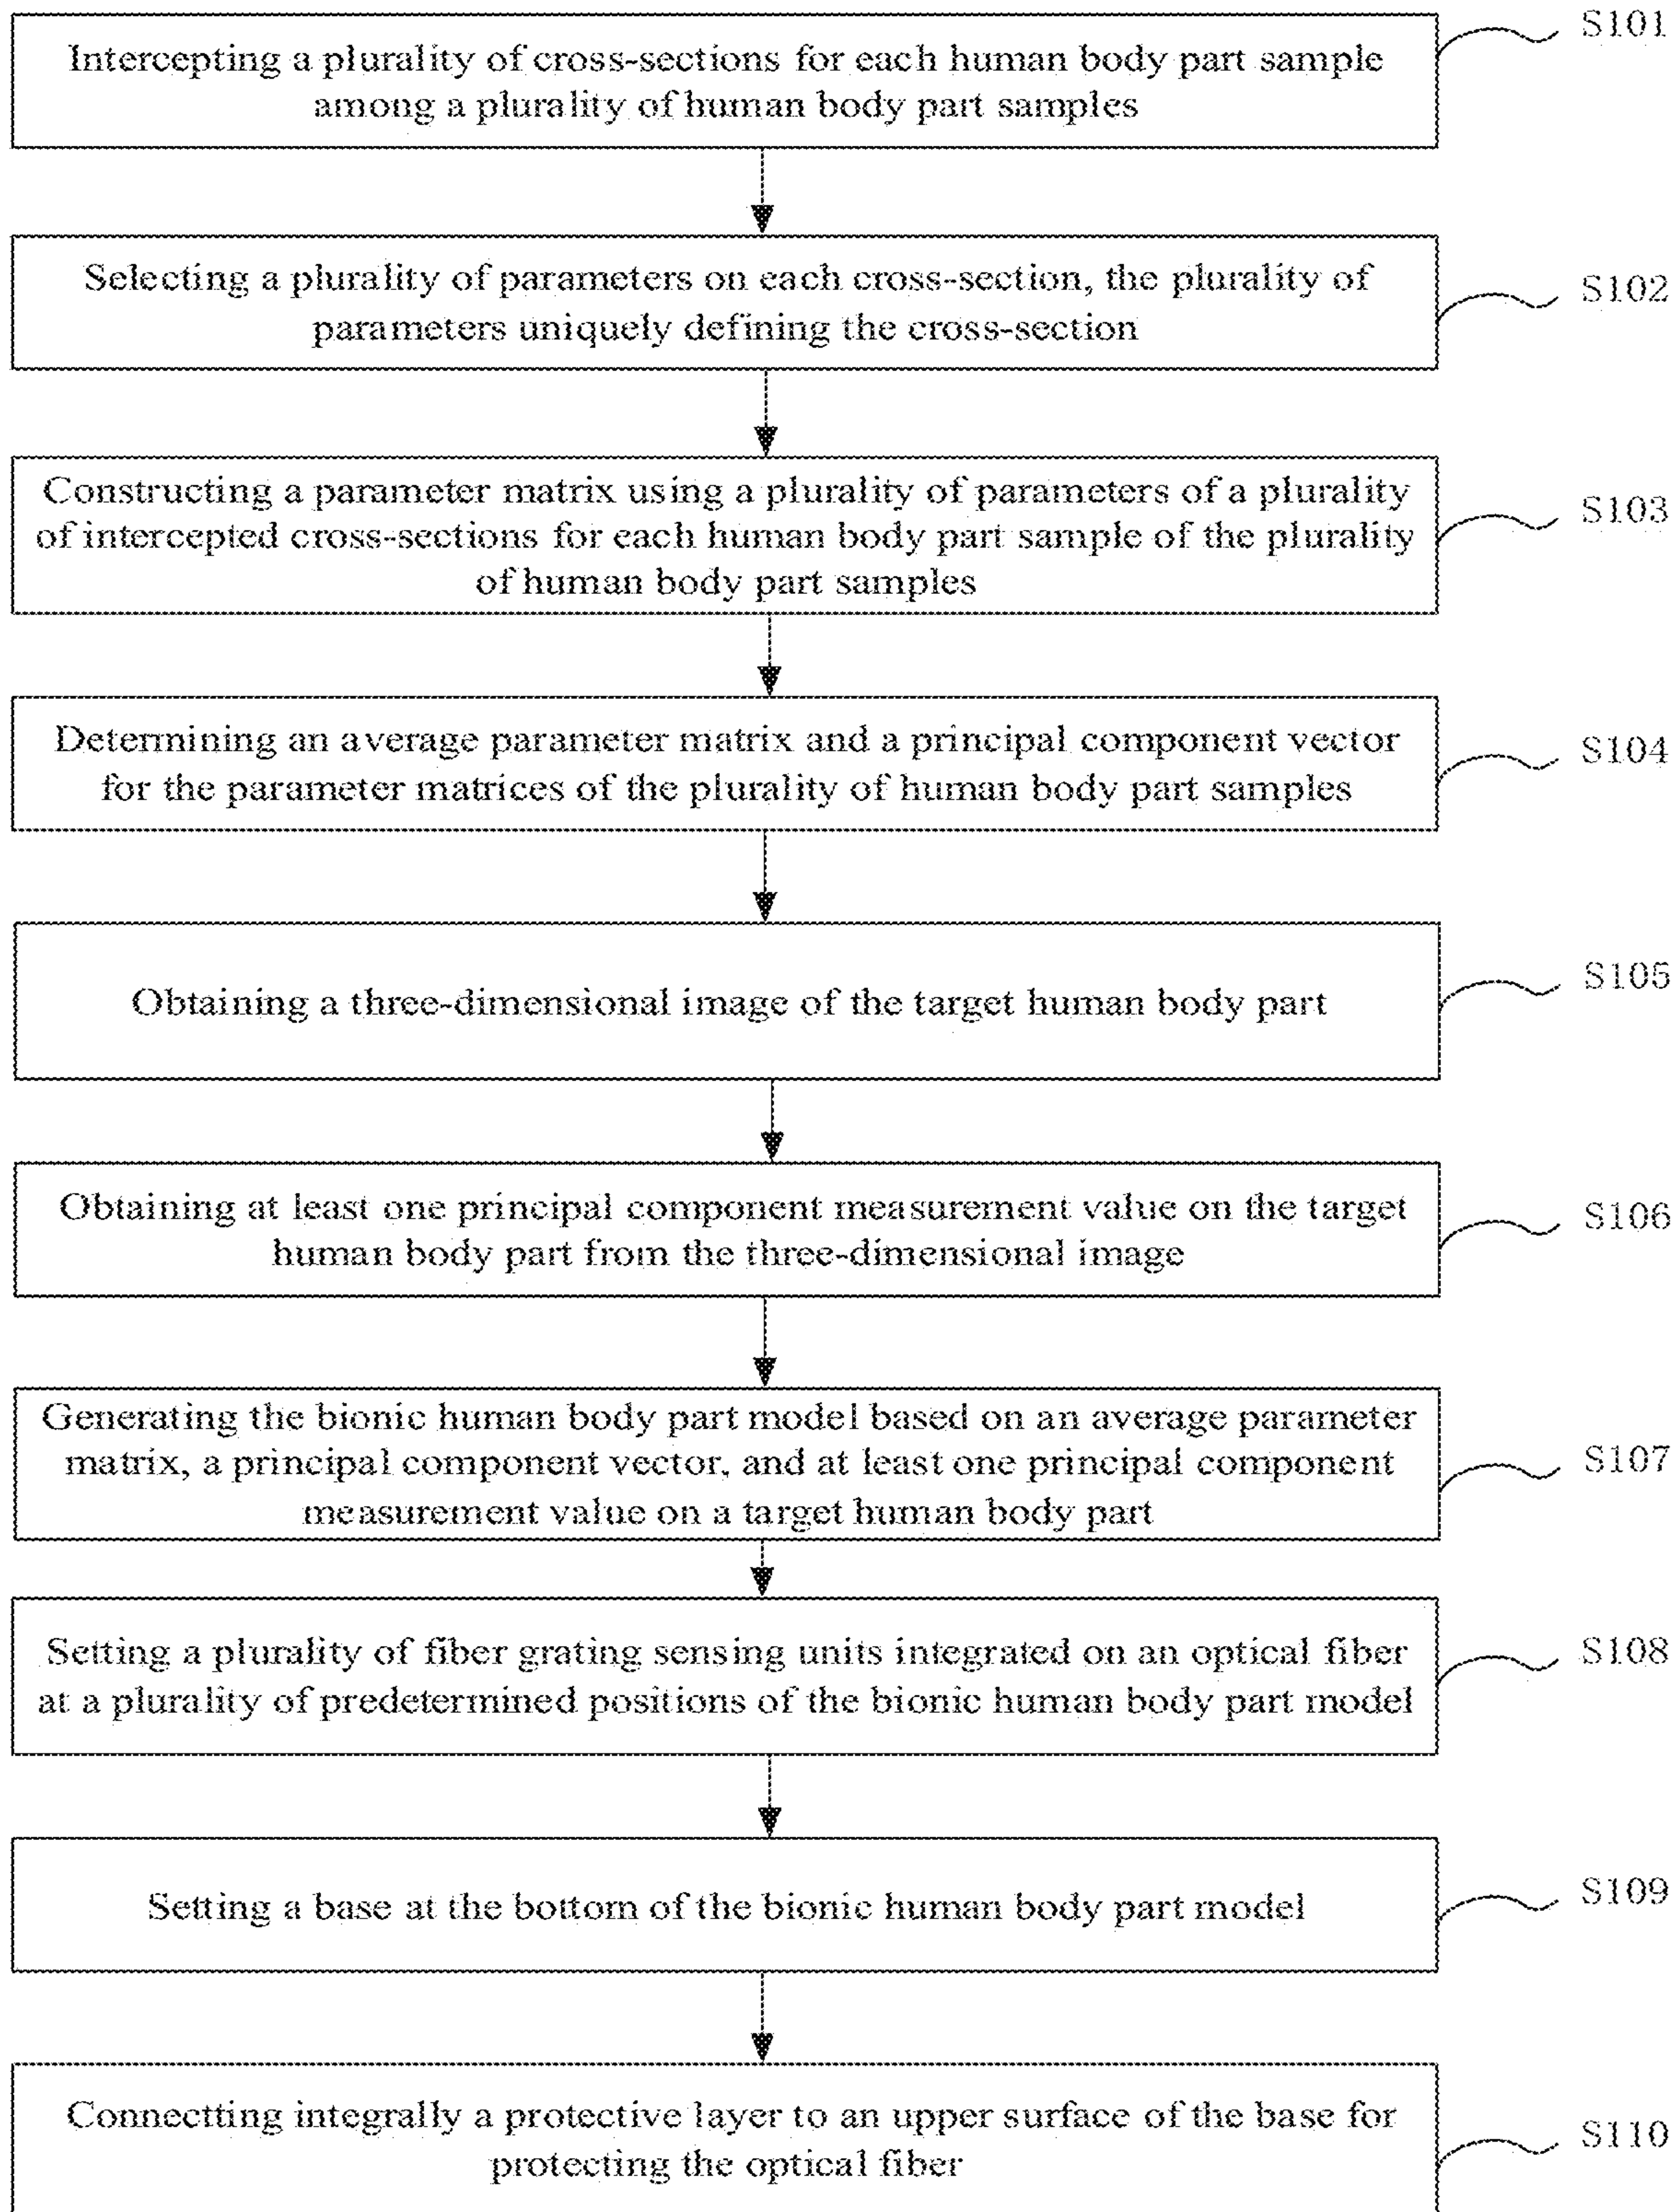 Intercepting a plurality of cross-sections for each human body part sample
among a plurality of human body part samples
S101
Selecting a plurality of parameters on each cross-section, the plurality of
parameters uniquely defining the cross-section
S102
Constructing a parameter matrix using a plurality of parameters of a plurality
of intercepted cross-sections for each human body part sample of the plurality
of human body part samples
S103
Determining an average parameter matrix and a principal component vector
for the parameter matrices of the plurality of human body part samples
S104
Obtaining a three-dimensional image of the target human body part
S105
Obtaining at least one principal component measurement value on the target
human body part from the three-dimensional image
S106
Generating the bionic human body part model based on an average parameter
matrix, a principal component vector, and at least one principal component
measurement value on a target human body part
S107
Setting a plurality of fiber grating sensing units integrated on an optical fiber
at a plurality of predetermined positions of the bionic human body part model
S108
Setting a base at the bottom of the bionic human body part model
S109
Connectting integrally a protective layer to an upper surface of the base for
protecting the optical fiber
S110